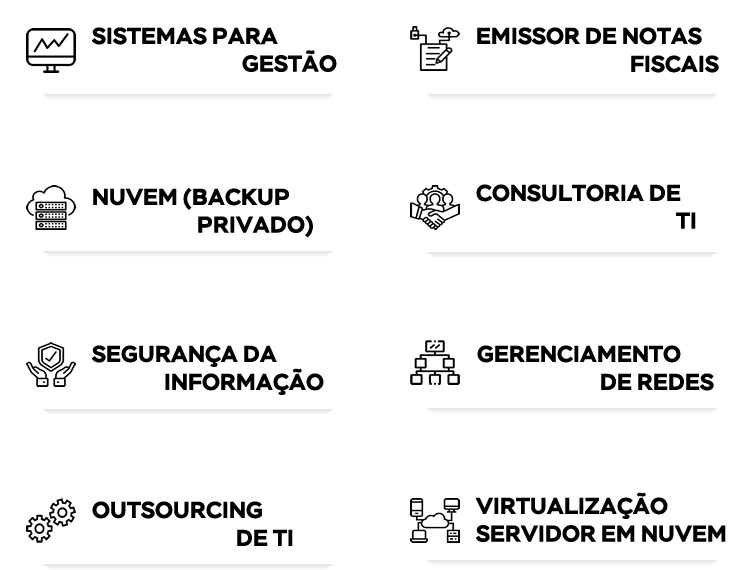 SISTEMAS PARA
GESTÃO
EMISSOR DE NOTAS
FISCAIS
NUVEM (BACKUP
PRIVADO)
CONSULTORIA DE
TI
SEGURANÇA DA
INFORMAÇÃO
GERENCIAMENTO
DE REDES
OUTSOURCING
DE TI
VIRTUALIZAÇÃO
SERVIDOR EM NUVEM